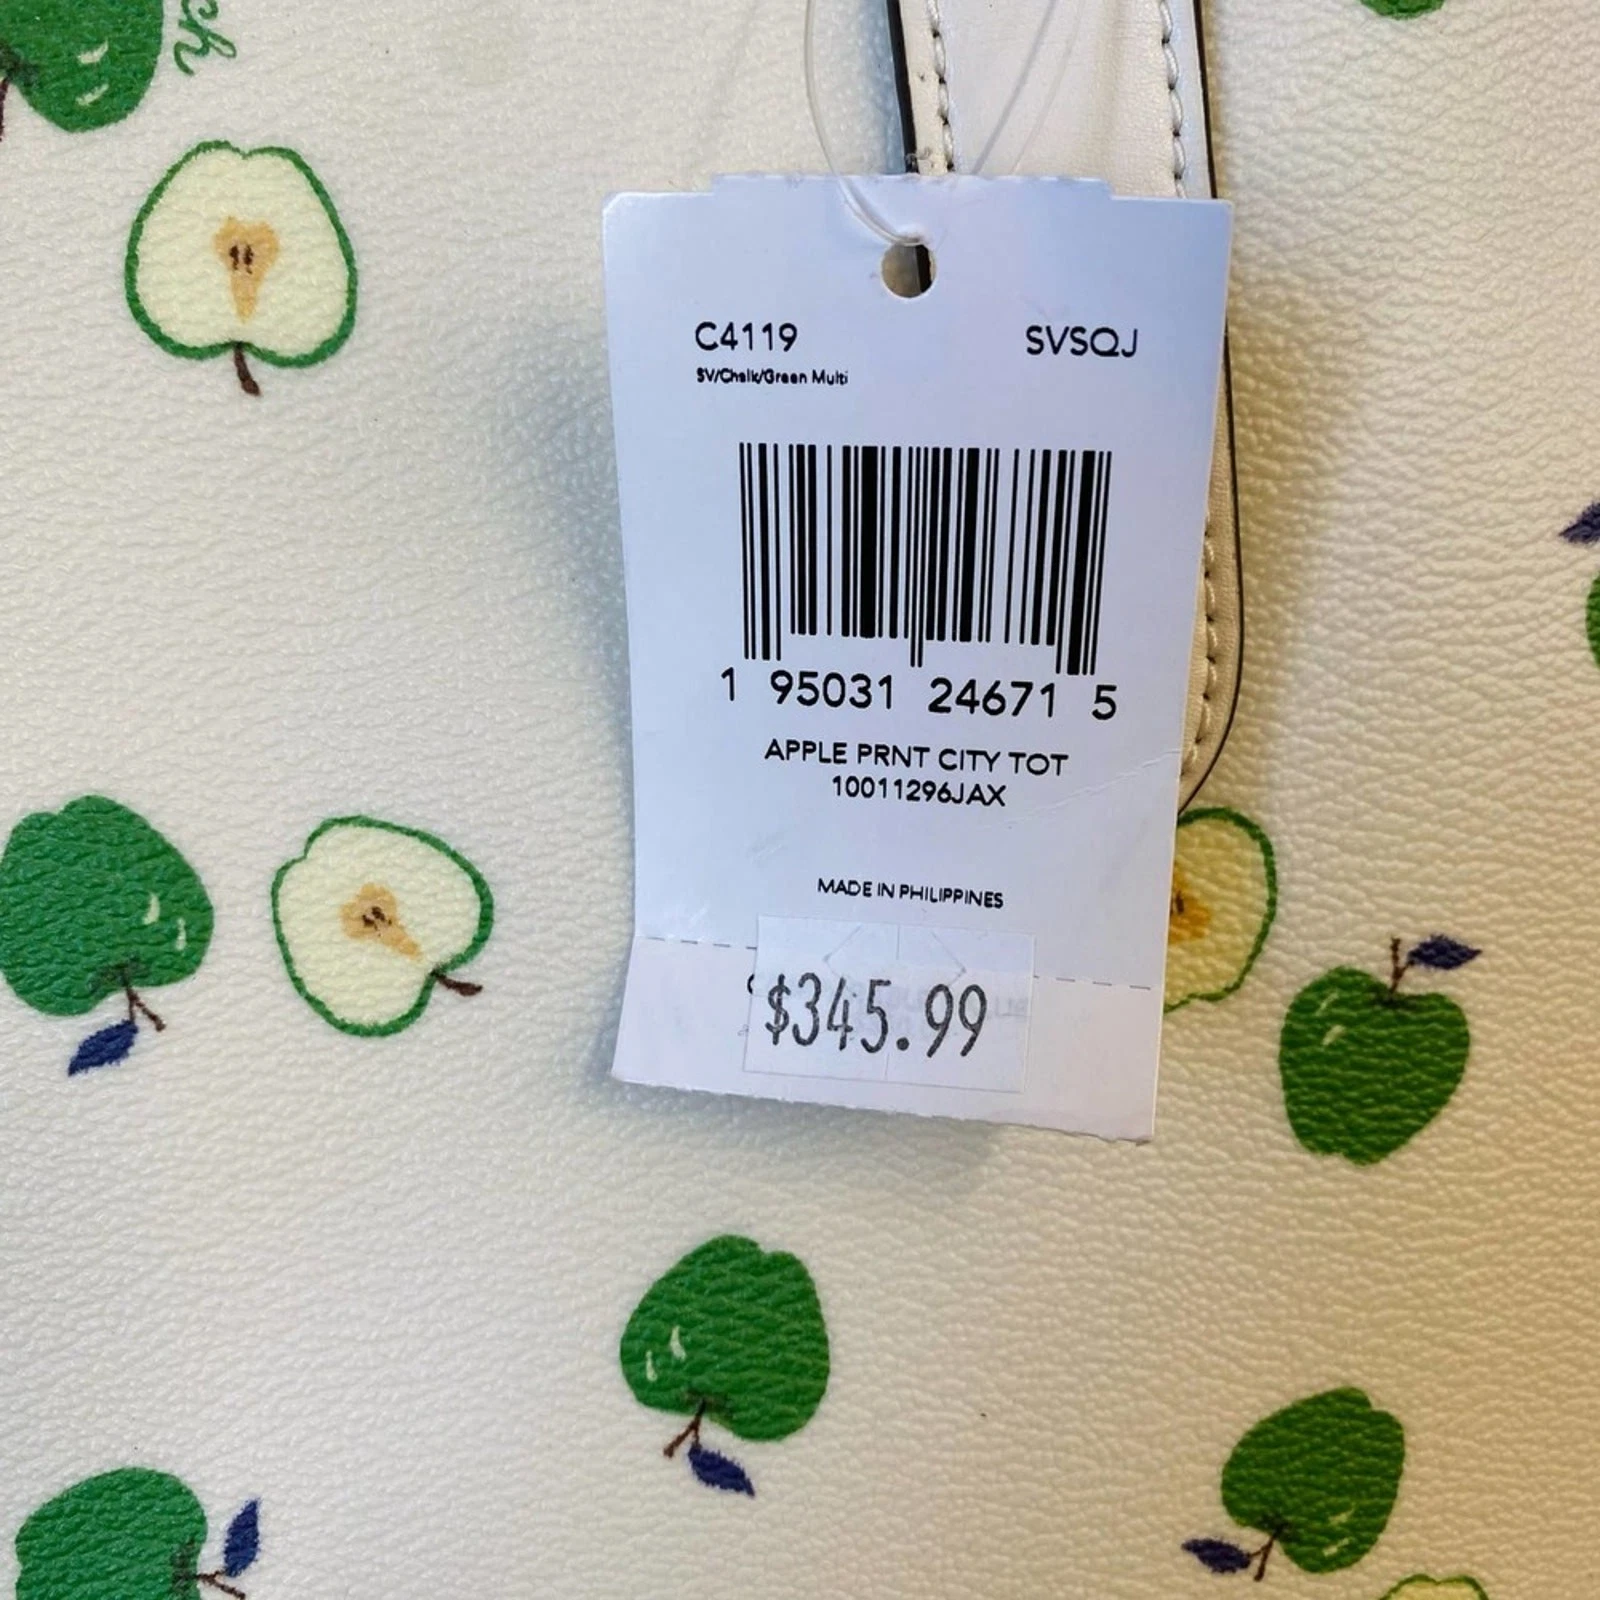 ch
C4119 SVSQJ
SV/Chalk/Green Multi
1 95031 24671 5
APPLE PRNT CITY TOT
10011296JAX
MADE IN PHILIPPINES
$345.99